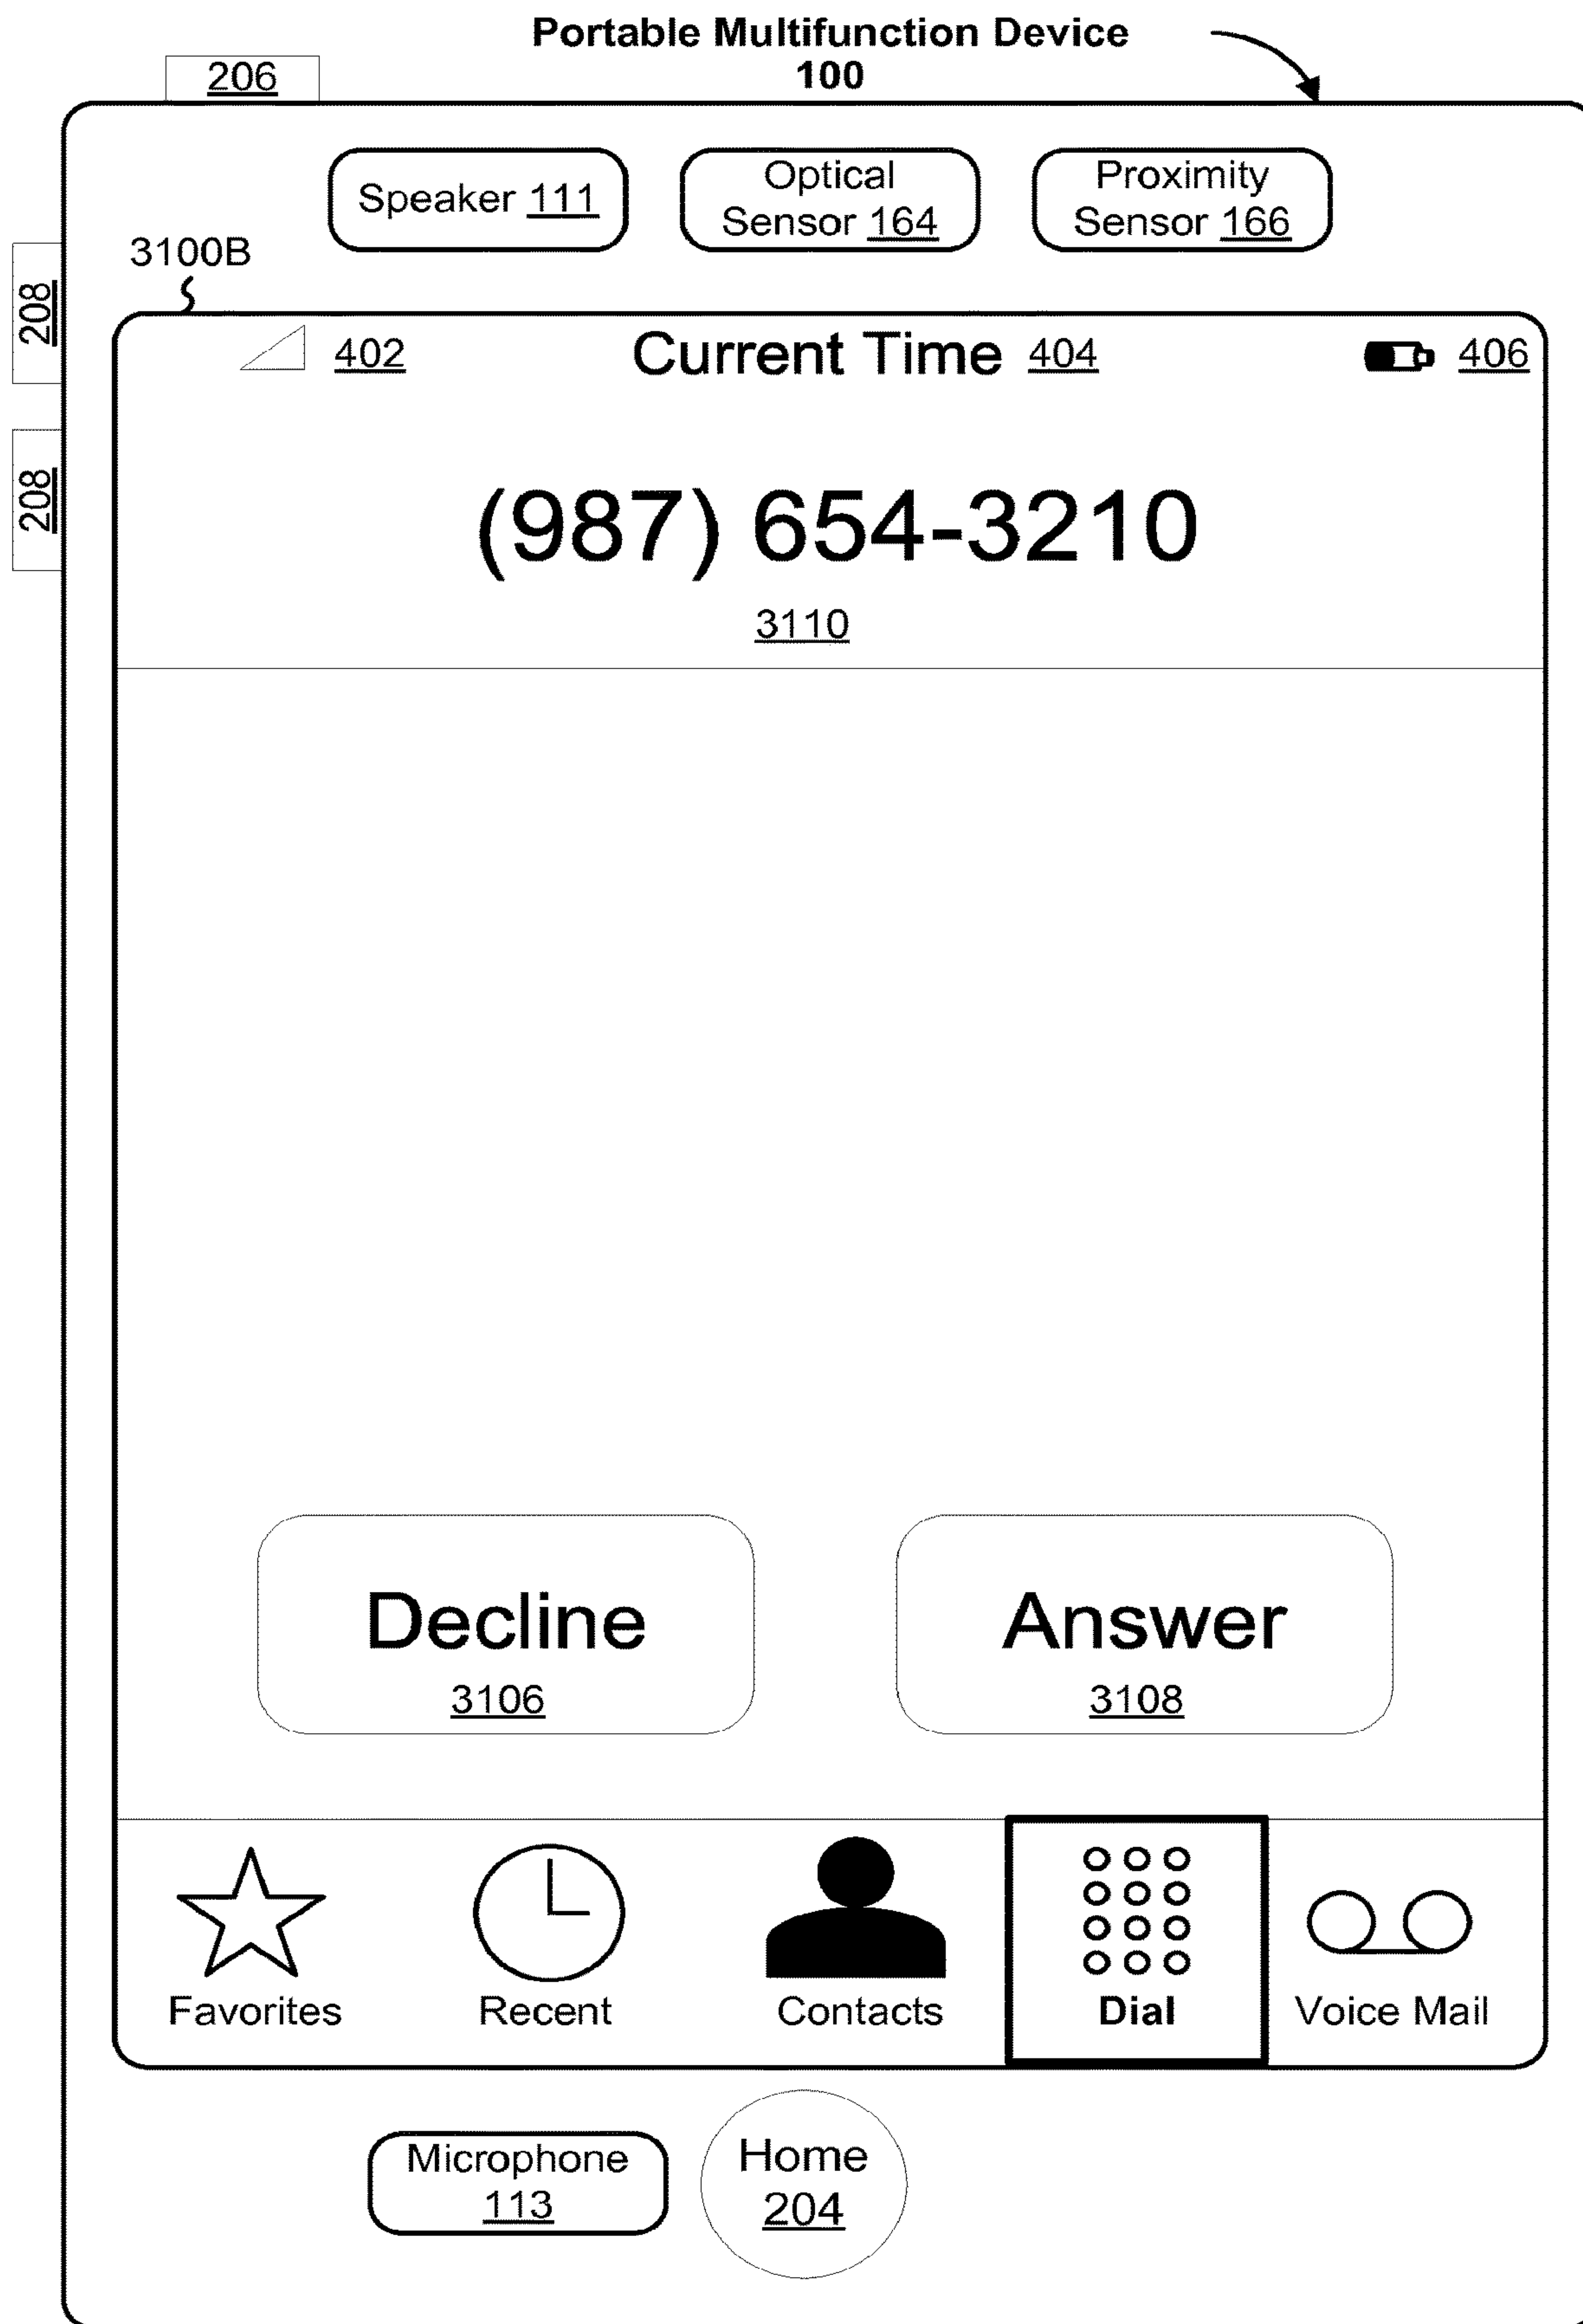 Portable Multifunction Device
100
206
Speaker 111
Optical
Sensor 164
Proximity
Sensor 166
3100B
208
208
402
Current Time 404
406
(987) 654-3210
3110
Decline
3106
Answer
3108
Favorites
Recent
Contacts
Dial
Voice Mail
Microphone
113
Home
204